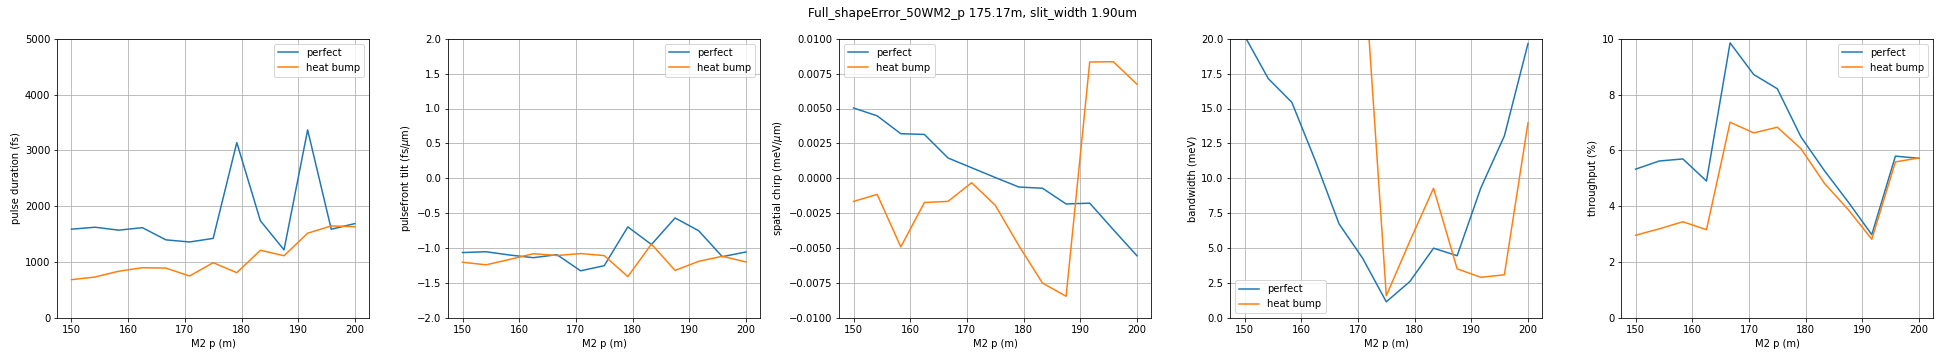 Full_shapeError_50WM2_p 175.17m, slit_width 1.90um
pulse duration (fs)
5000
4000
3000
2000
1000
0
perfect
heat bump
150 160 170 180 190 200
M2 p (m)
pulsefront tilt (fs/μm)
2.0
1.5
1.0
0.5
0.0
−0.5
−1.0
−1.5
−2.0
perfect
heat bump
150 160 170 180 190 200
M2 p (m)
spatial chirp (meV/μm)
0.0100
0.0075
0.0050
0.0025
0.0000
−0.0025
−0.0050
−0.0075
−0.0100
perfect
heat bump
150 160 170 180 190 200
M2 p (m)
bandwidth (meV)
20.0
17.5
15.0
12.5
10.0
7.5
5.0
2.5
0.0
perfect
heat bump
150 160 170 180 190 200
M2 p (m)
throughput (%)
10
8
6
4
2
0
perfect
heat bump
150 160 170 180 190 200
M2 p (m)